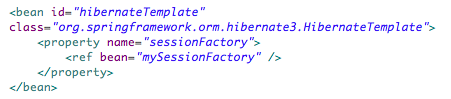 <bean id="hibernateTemplate"
class="org.springframework.orm.hibernate3.HibernateTemplate">
<property name="sessionFactory">
<ref bean="mySessionFactory" />
</property>
</bean>